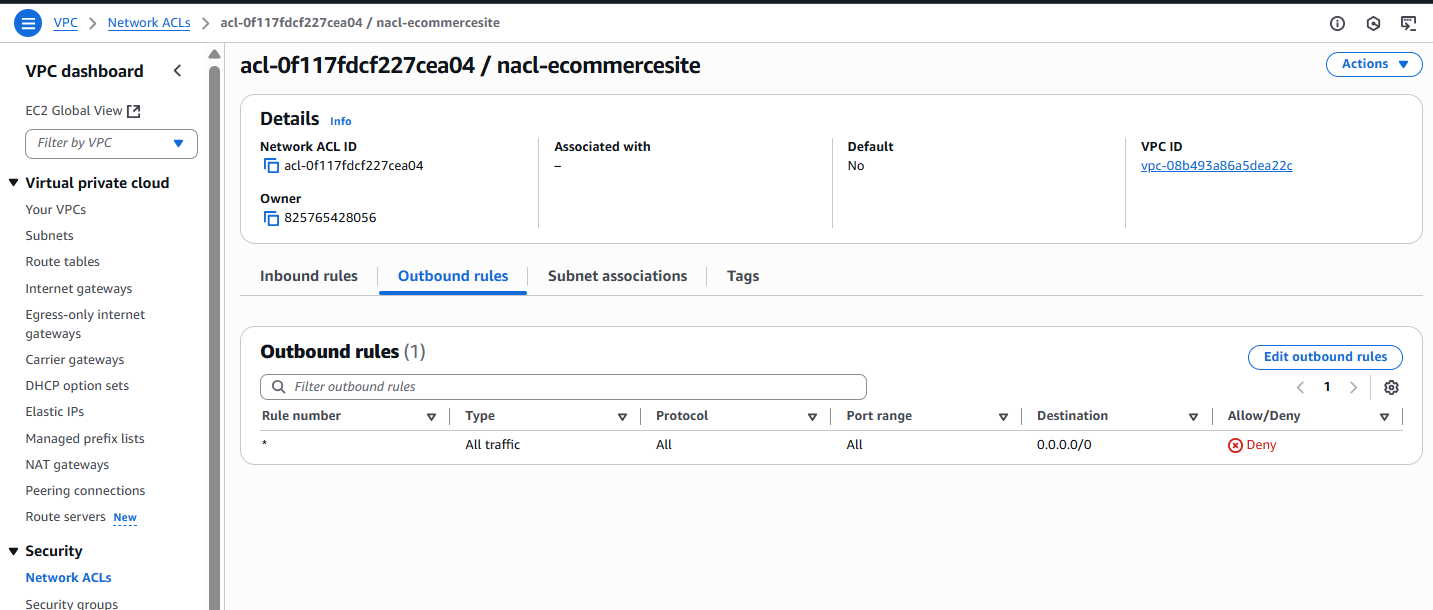 VPC > Network ACLs > acl-0f117fdcf227cea04 / nacl-ecommercesite
VPC dashboard
EC2 Global View
Filter by VPC
Virtual private cloud
Your VPCs
Subnets
Route tables
Internet gateways
Egress-only internet
gateways
Carrier gateways
DHCP option sets
Elastic IPs
Managed prefix lists
NAT gateways
Peering connections
Route servers New
Security
Network ACLs
Security groups
acl-0f117fdcf227cea04 / nacl-ecommercesite
Actions
Details Info
Network ACL ID
acl-0f117fdcf227cea04
Owner
825765428056
Associated with
–
Default
No
VPC ID
vpc-08b493a86a5dea22c
Inbound rules Outbound rules Subnet associations Tags
Outbound rules (1)
Edit outbound rules
Filter outbound rules
1
Rule number Type Protocol Port range Destination Allow/Deny
* All traffic All All 0.0.0.0/0 Deny